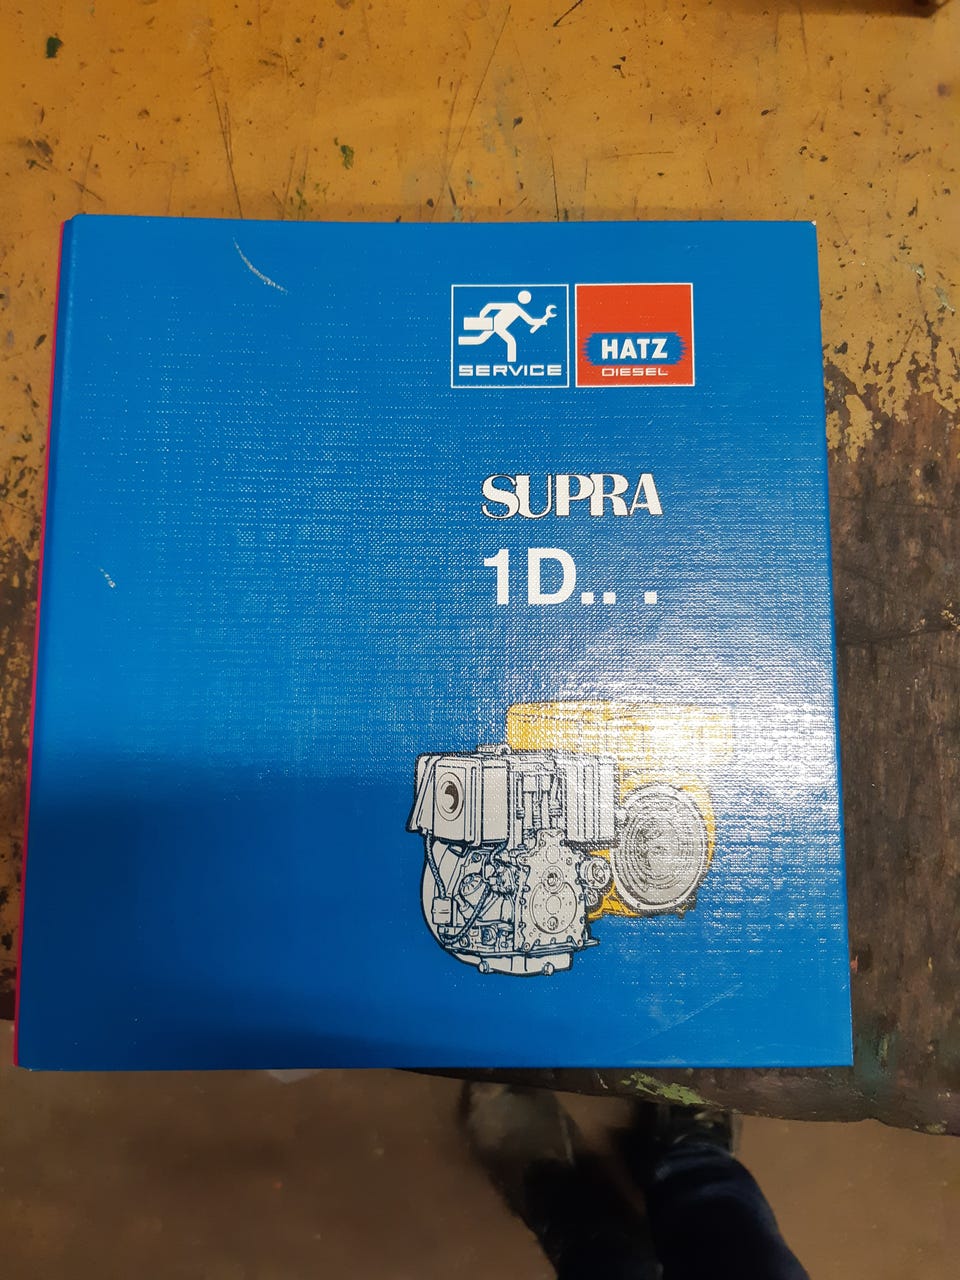 SERVICE
HATZ
DIESEL
SUPRA
1D.. .